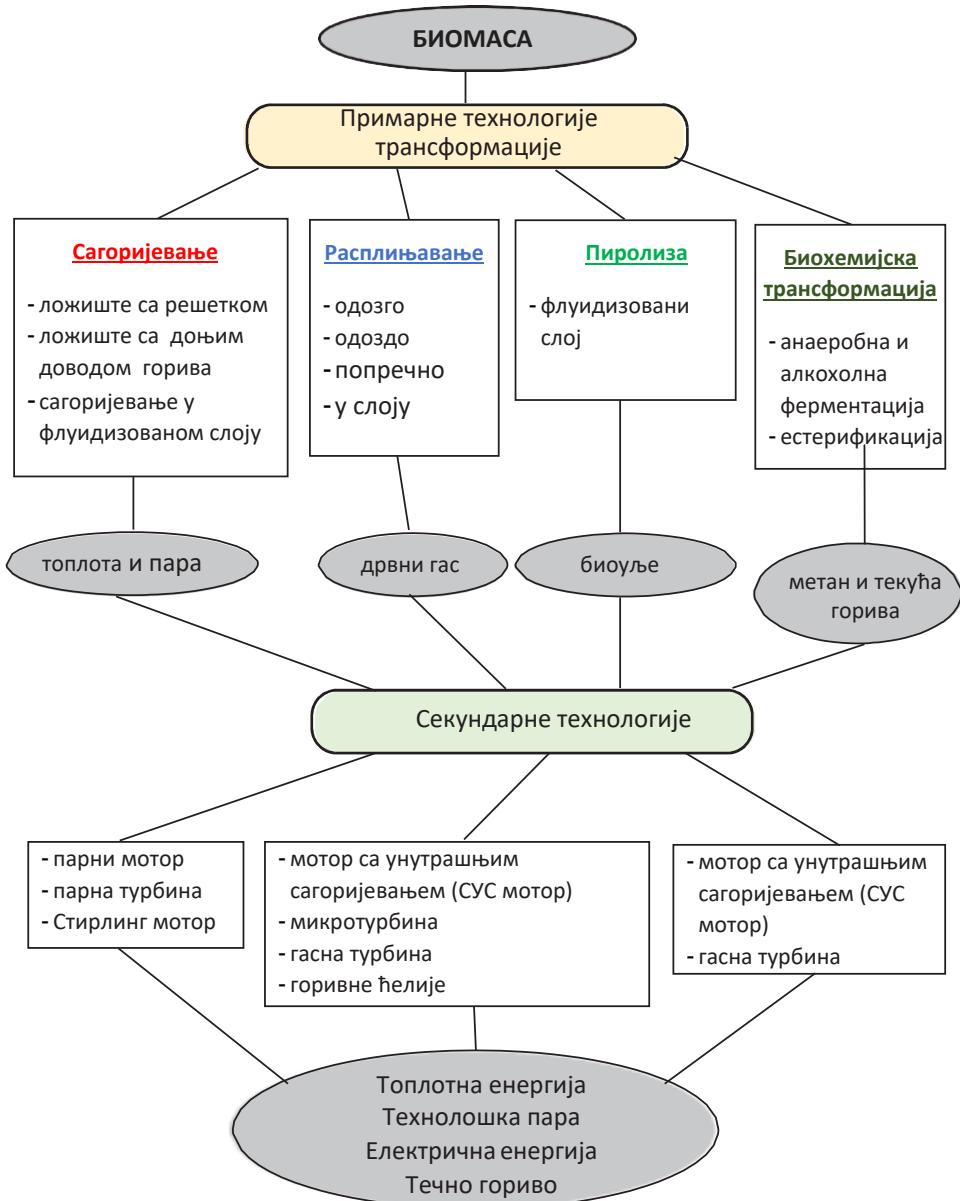 БИОМАСА
Примарне технологије
трансформације
Сагоријевање
- ложиште са решетком
- ложиште са доњим
доводом горива
- сагоријевање у
флуидизованом слоју
Расплињавање
- одозго
- одоздо
- попречно
- у слоју
Пиролиза
- флуидизовани
слој
Биохемијска
трансформација
- анаеробна и
алкохолна
ферментација
- естерификација
топлота и пара
дрвни гас
биоуље
метан и текућа
горива
Секундарне технологије
- парни мотор
- парна турбина
- Стирлинг мотор
- мотор са унутрашњим
сагоријевањем (СУС мотор)
- микротурбина
- гасна турбина
- горивне ћелије
- мотор са унутрашњим
сагоријевањем (СУС
мотор)
- гасна турбина
Топлотна енергија
Технолошка пара
Електрична енергија
Течно гориво